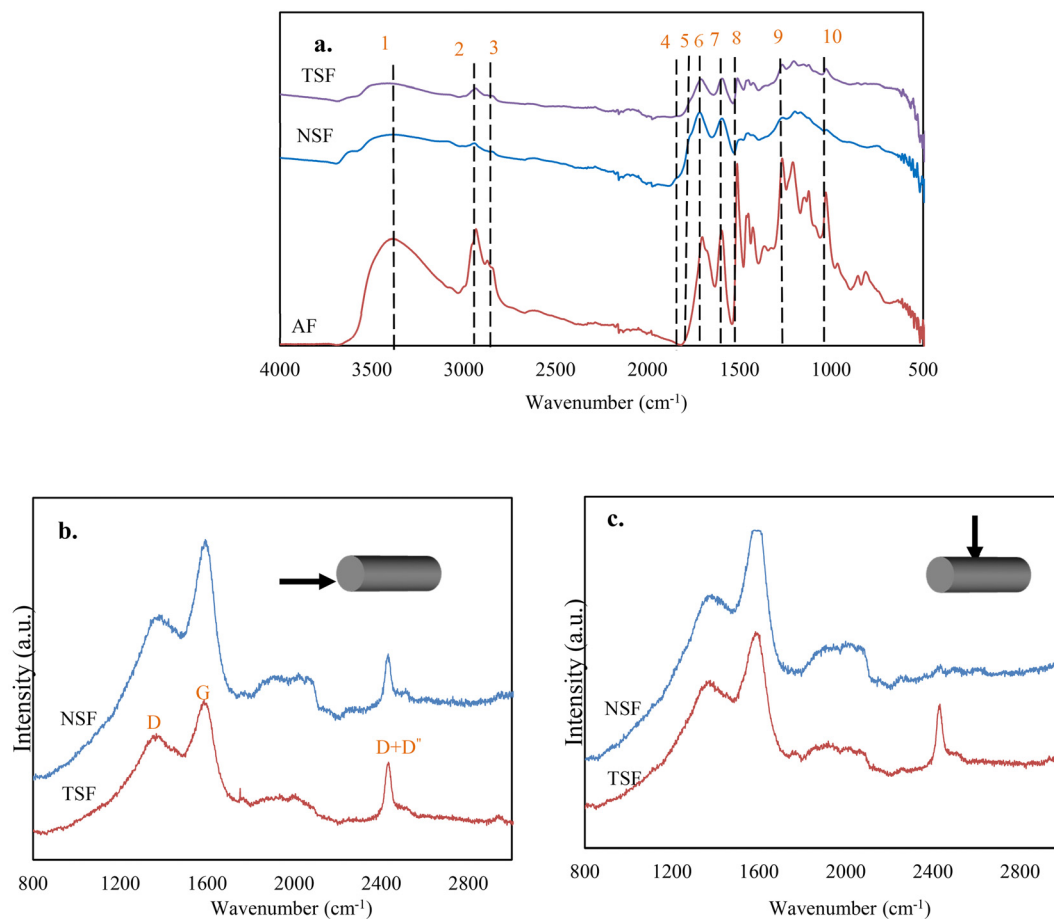 a.
1 2 3 4 5 6 7 8 9 10
TSF
NSF
AF
4000 3500 3000 2500 2000 1500 1000 500
Wavenumber (cm⁻¹)
b.
Intensity (a.u.)
NSF
G
D
D+D"
TSF
800 1200 1600 2000 2400 2800
Wavenumber (cm⁻¹)
c.
Intensity (a.u.)
NSF
TSF
800 1200 1600 2000 2400 2800
Wavenumber (cm⁻¹)